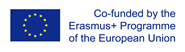 Co-funded by the
Erasmus+ Programme
of the European Union